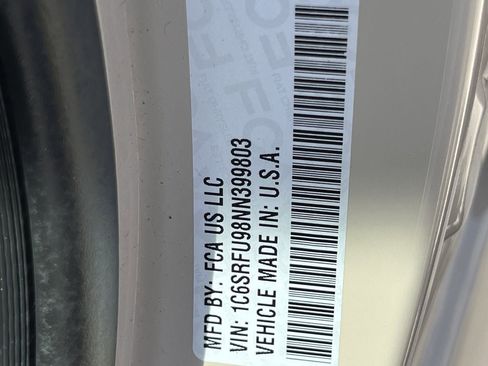 MFD BY: FCA US LLC
VIN: 1C6SRFU98NN399803
VEHICLE MADE IN: U.S.A.